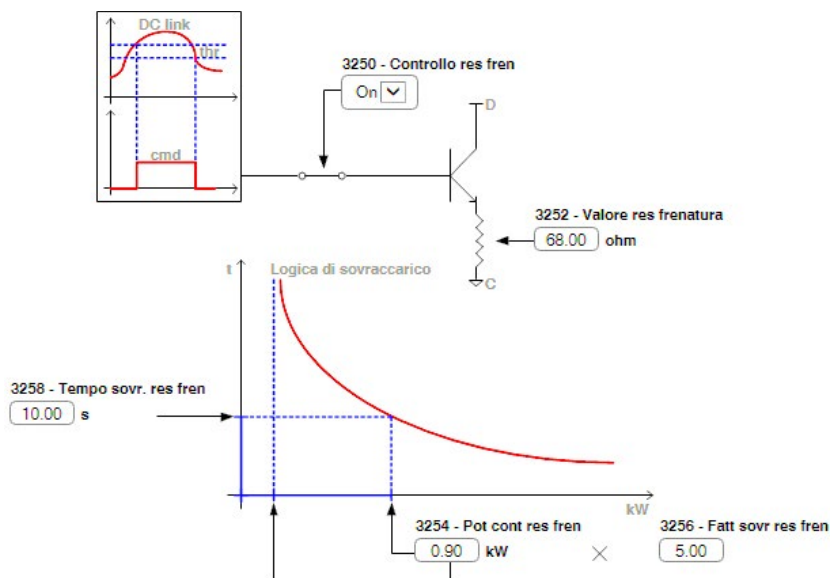 DC link
thr
cmd
3250 - Controllo res fren
On
D
3252 - Valore res frenatura
68.00 ohm
C
t
Logica di sovraccarico
3258 - Tempo sovr. res fren
10.00 s
kW
3254 - Pot cont res fren
0.90 kW
3256 - Fatt sovr res fren
5.00